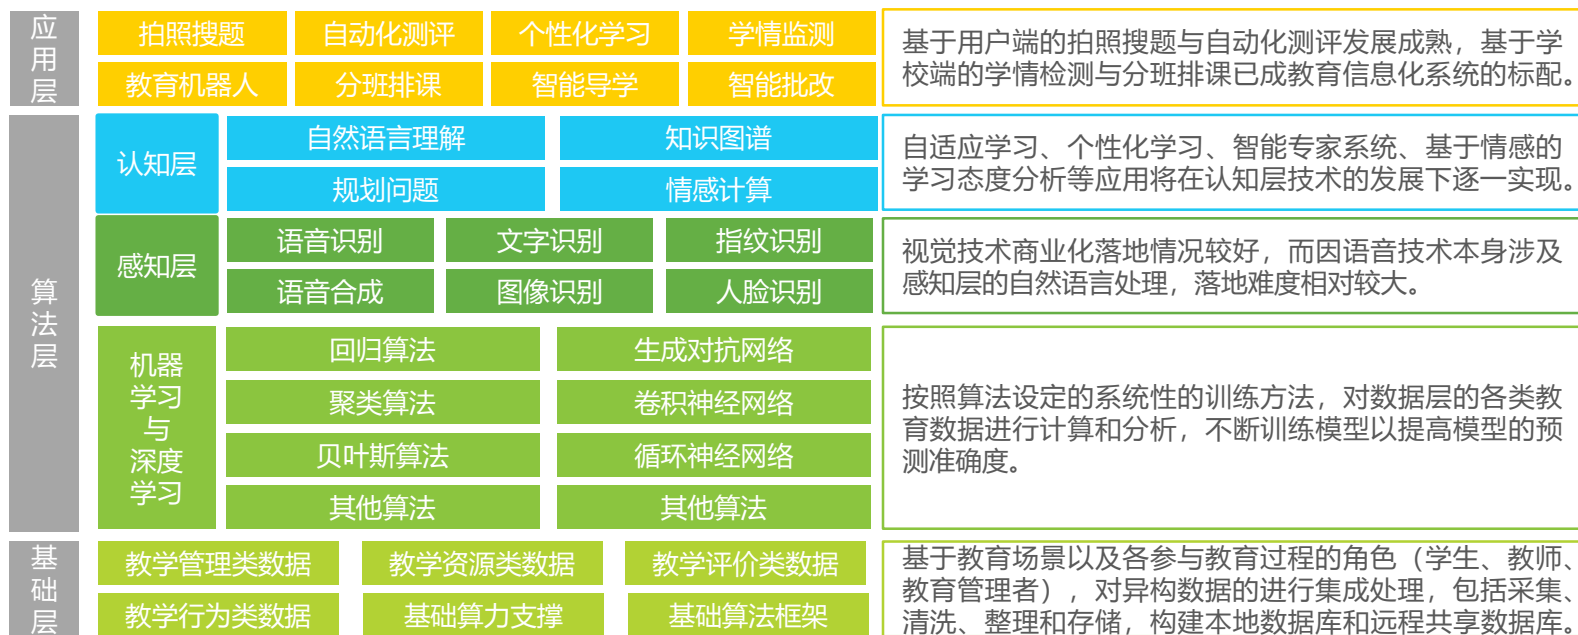 应
用
层
拍照搜题
自动化测评
个性化学习
学情监测
教育机器人
分班排课
智能导学
智能批改
基于用户端的拍照搜题与自动化测评发展成熟，基于学
校端的学情检测与分班排课已成教育信息化系统的标配。
算
法
层
认知层
自然语言理解
知识图谱
规划问题
情感计算
自适应学习、个性化学习、智能专家系统、基于情感的
学习态度分析等应用将在认知层技术的发展下逐一实现。
感知层
语音识别
文字识别
指纹识别
语音合成
图像识别
人脸识别
视觉技术商业化落地情况较好，而因语音技术本身涉及
感知层的自然语言处理，落地难度相对较大。
机器
学习
与
深度
学习
回归算法
生成对抗网络
聚类算法
卷积神经网络
贝叶斯算法
循环神经网络
其他算法
其他算法
按照算法设定的系统性的训练方法，对数据层的各类教
育数据进行计算和分析，不断训练模型以提高模型的预
测准确度。
基
础
层
教学管理类数据
教学资源类数据
教学评价类数据
教学行为类数据
基础算力支撑
基础算法框架
基于教育场景以及各参与教育过程的角色（学生、教师、
教育管理者），对异构数据的进行集成处理，包括采集、
清洗、整理和存储，构建本地数据库和远程共享数据库。